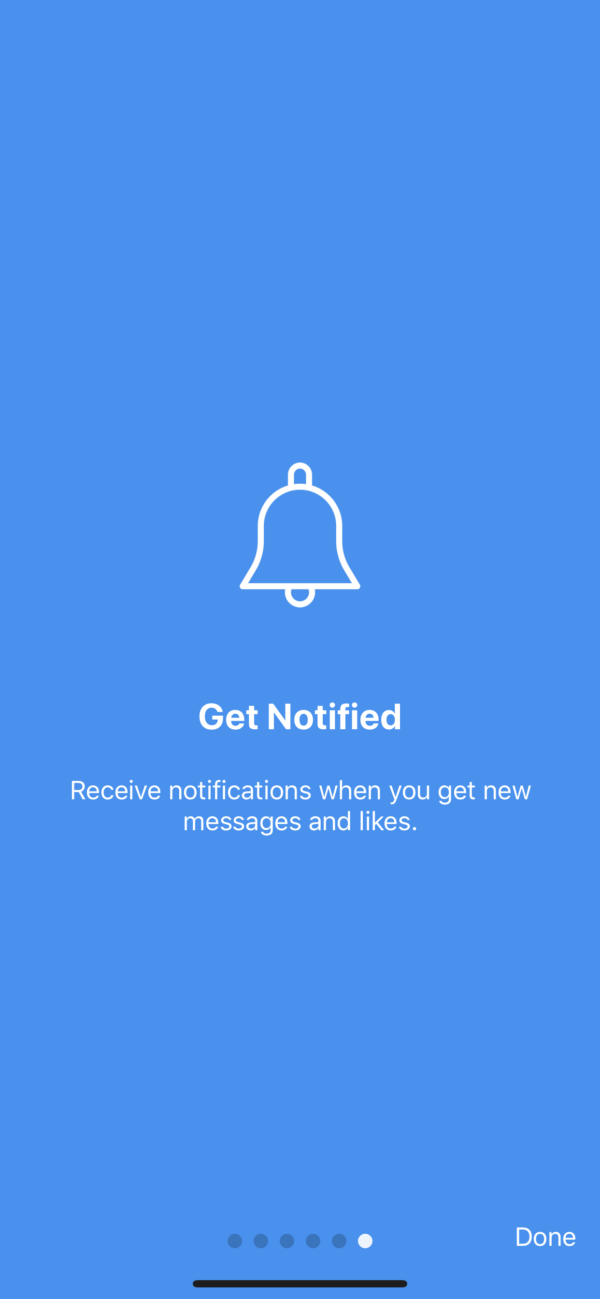 Get Notified
Receive notifications when you get new
messages and likes.
Done